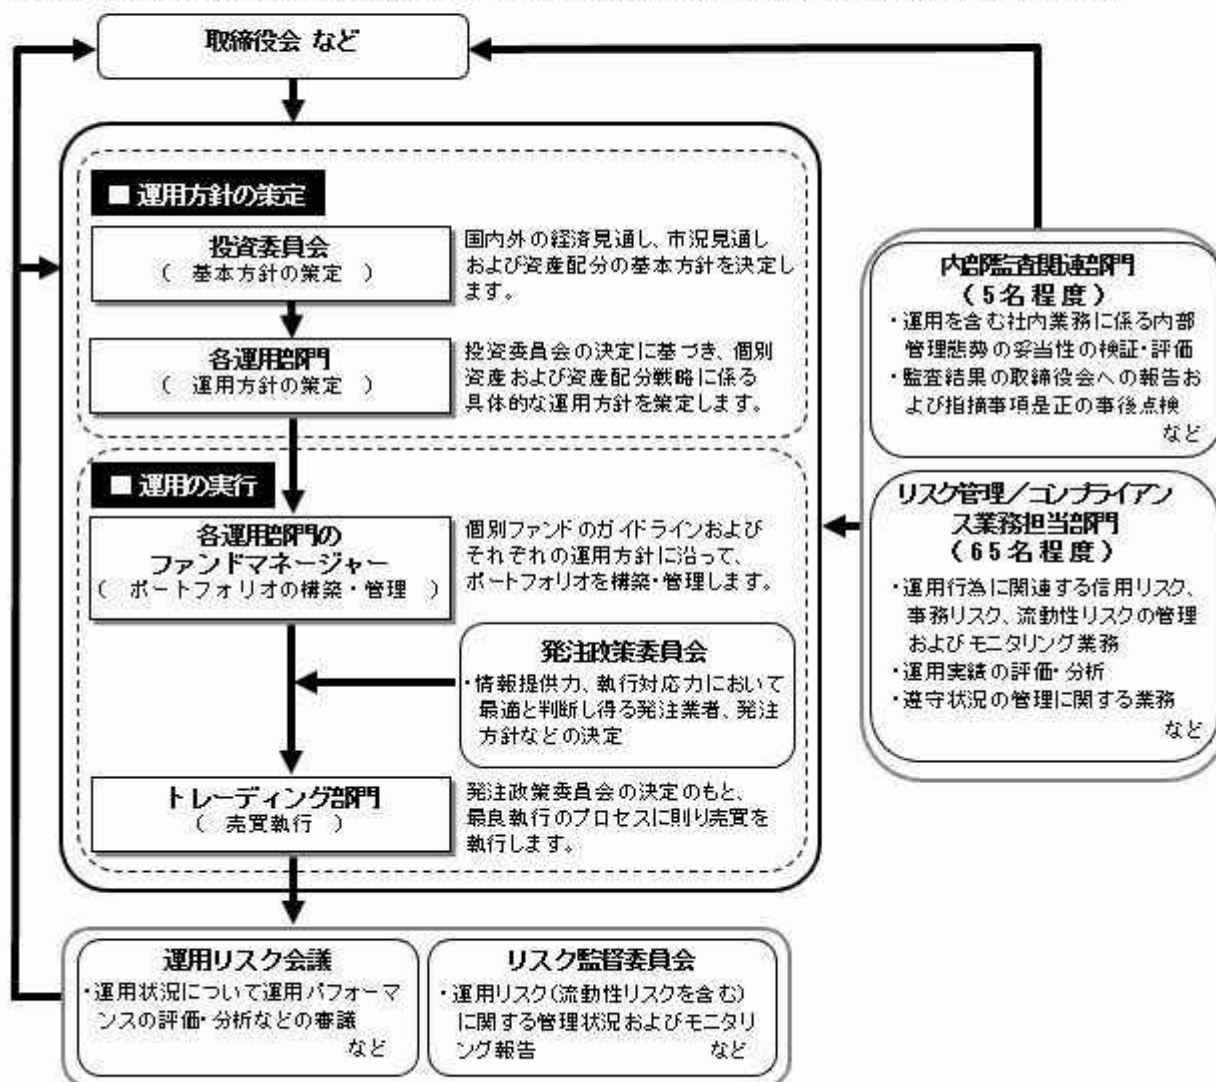 取締役会 など
■ 運用方針の策定
投資委員会
( 基本方針の策定 )
国内外の経済見通し、市況見通し
および資産配分の基本方針を決定し
ます。
各運用部門
( 運用方針の策定 )
投資委員会の決定に基づき、個別
資産および資産配分戦略に係る
具体的な運用方針を策定します。
■ 運用の実行
各運用部門の
ファンドマネージャー
( ポートフォリオの構築・管理 )
個別ファンドのガイドラインおよび
それぞれの運用方針に沿って、
ポートフォリオを構築・管理します。
発注政策委員会
・情報提供力、執行対応力において
最適と判断し得る発注業者、発注
方針などの決定
トレーディング部門
( 売買執行 )
発注政策委員会の決定のもと、
最良執行のプロセスに則り売買を
執行します。
内部監査関連部門
(5名程度)
・運用を含む社内業務に係る内部
管理態勢の妥当性の検証・評価
・監査結果の取締役会への報告お
よび指摘事項是正の事後点検
など
リスク管理/コンプライアン
ス業務担当部門
(65名程度)
・運用行為に関連する信用リスク、
事務リスク、流動性リスクの管理
およびモニタリング業務
・運用実績の評価・分析
・遵守状況の管理に関する業務
など
運用リスク会議
・運用状況について運用パフォーマ
ンスの評価・分析などの審議
など
リスク監督委員会
・運用リスク(流動性リスクを含む)
に関する管理状況およびモニタリ
ング報告 など